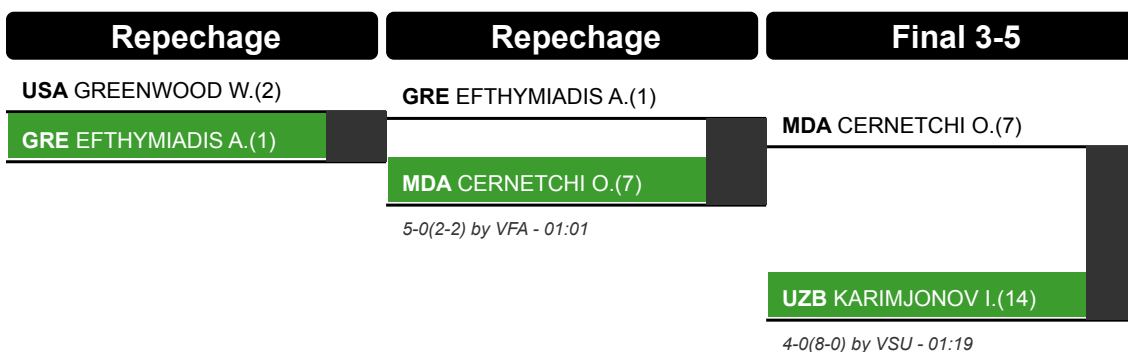 Repechage
USA GREENWOOD W.(2)
GRE EFTHYMIADIS A.(1)
Repechage
GRE EFTHYMIADIS A.(1)
MDA CERNETCHI O.(7)
5-0(2-2) by VFA - 01:01
Final 3-5
MDA CERNETCHI O.(7)
UZB KARIMJONOV I.(14)
4-0(8-0) by VSU - 01:19